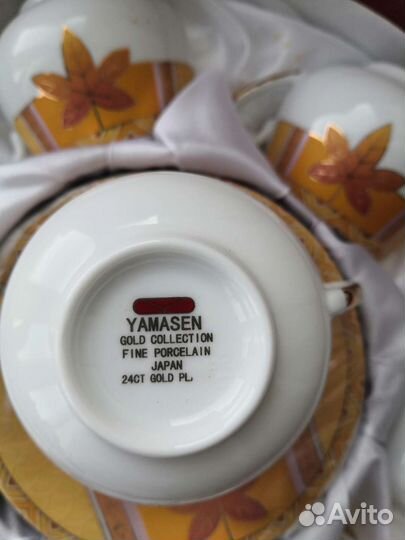 YAMASEN
GOLD COLLECTION
FINE PORCELAIN
JAPAN
24CT GOLD PL.
Avito